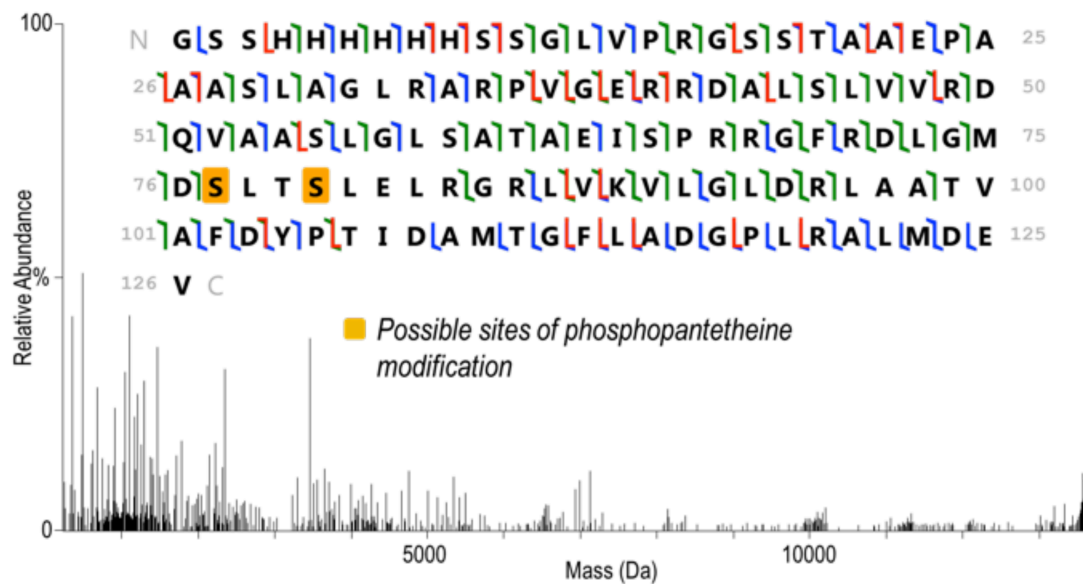 100
N G S S H H H H H H S S G L V P R G S S T A L A E P A 25
26 A A S L A G L R A R P L V G L E L R R D A L S L V V L R D 50
51 Q V A A L S L L G L S A T A E I S P R R G F R D L G M 75
76 D S L T S L E L R G R L L V K V L G L D R L A A T V 100
101 A F D Y P T I D A M T G F L L A D G P L L R A L M D E 125
126 V C
%
Relative Abundance
Possible sites of phosphopantetheine
modification
0
5000
10000
Mass (Da)